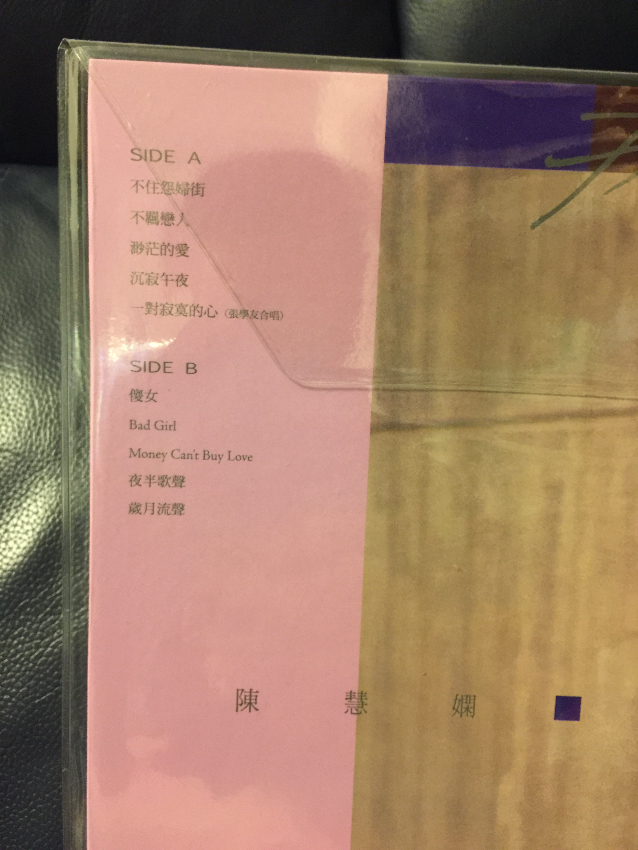 SIDE A
不住怨婦街
不羈戀人
渺茫的愛
沉寂午夜
一對寂寞的心（張學友合唱）
SIDE B
傻女
Bad Girl
Money Can't Buy Love
夜半歌聲
歲月流聲
陳慧嫻